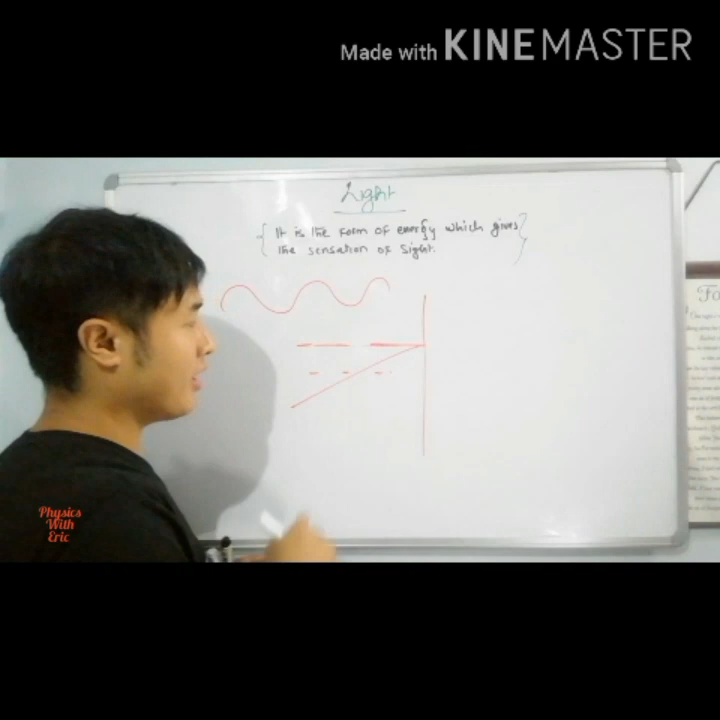 Made with KINEMASTER
Light
{ It is the form of energy which gives }
the sensation of sight.
Physics
With
Eric